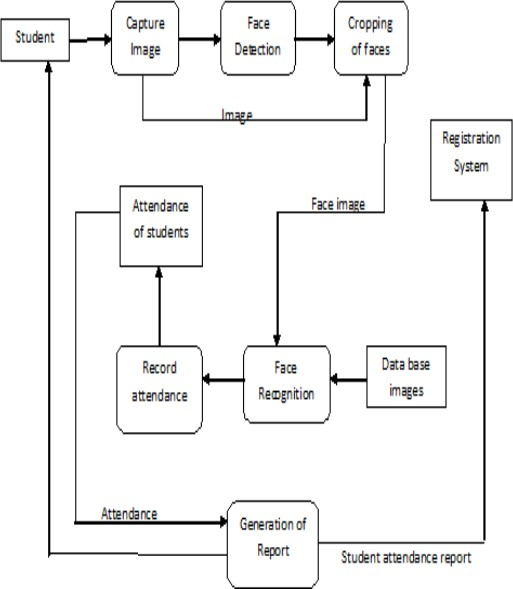 Student
Capture
Image
Face
Detection
Cropping
of faces
Image
Registration
System
Attendance
of students
Face image
Record
attendance
Face
Recognition
Data base
images
Attendance
Generation of
Report
Student attendance report